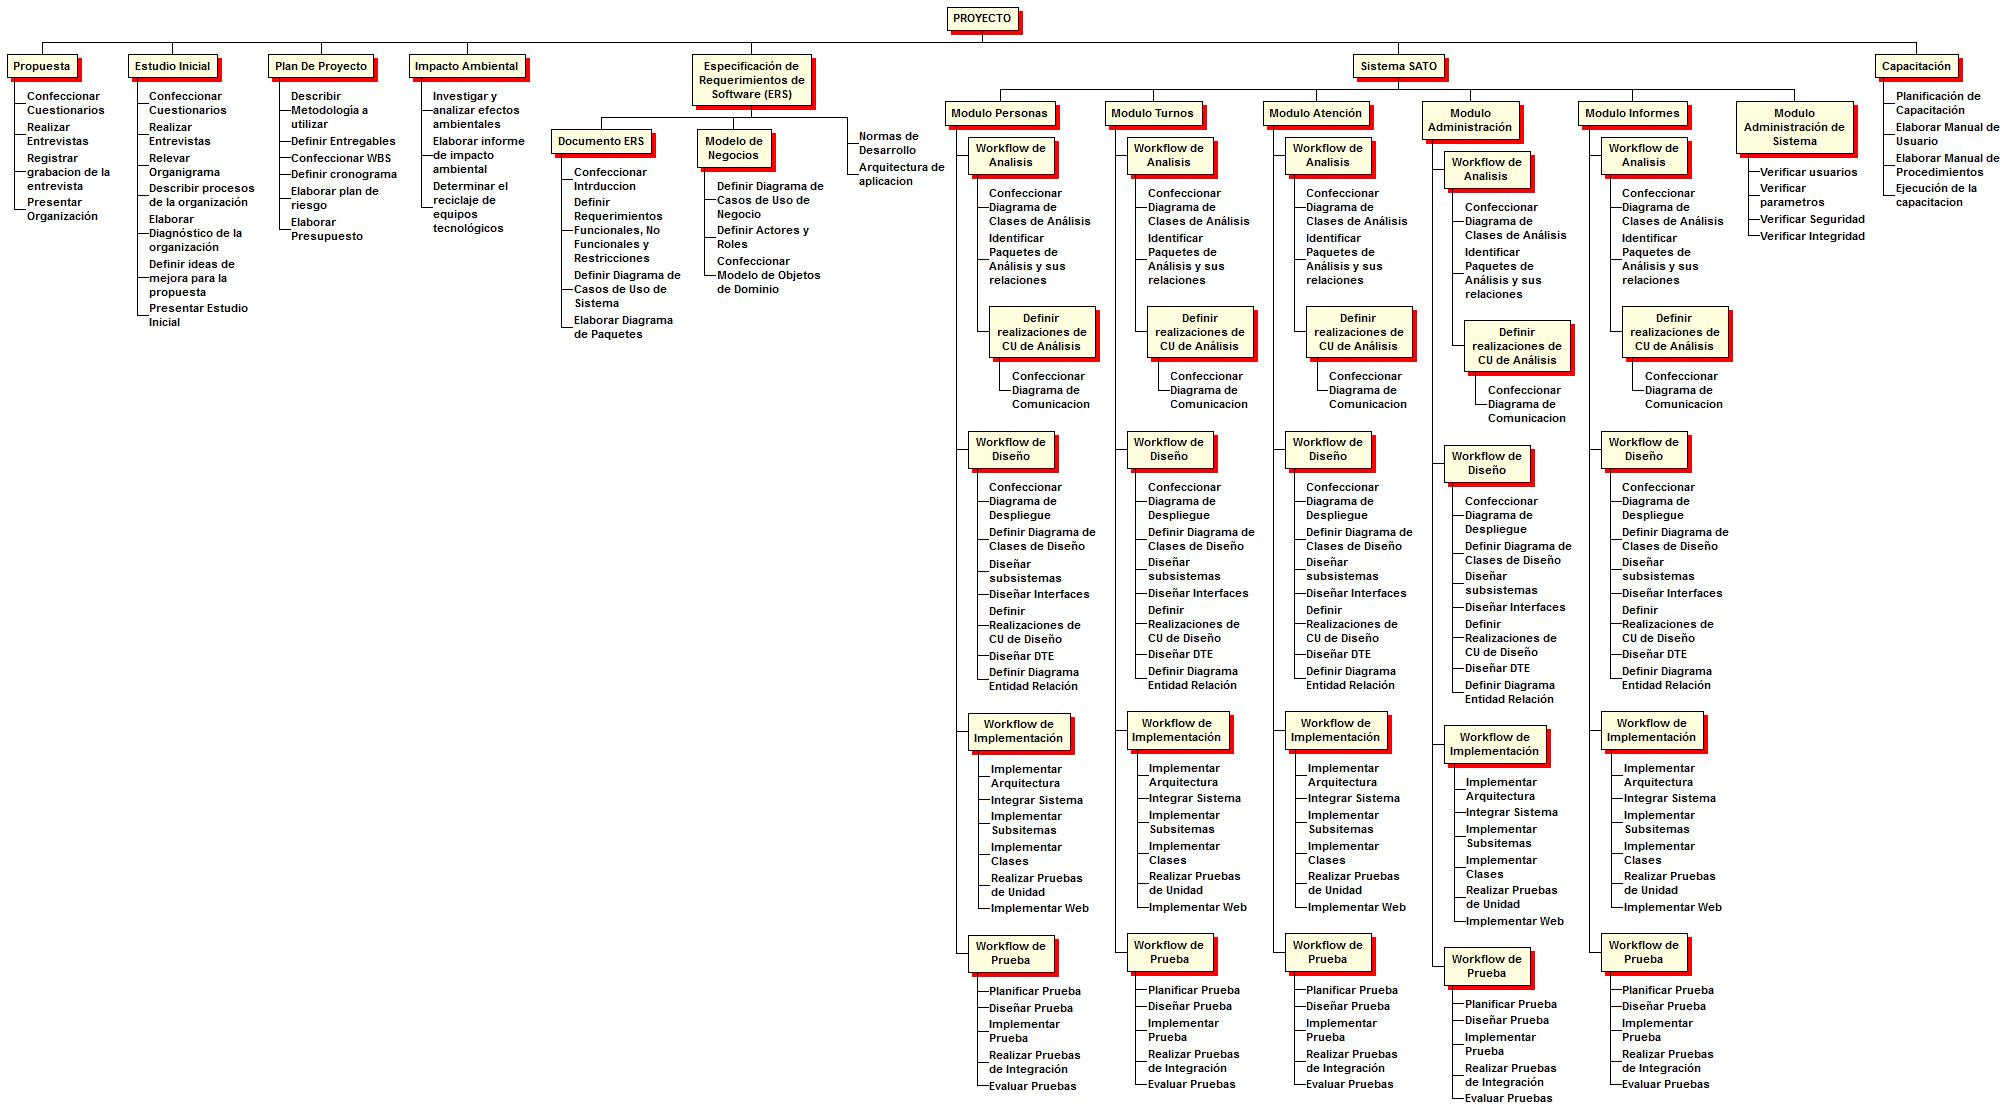 PROYECTO
Propuesta
Confeccionar
Cuestionarios
Realizar
Entrevistas
Registrar
grabacion de la
entrevista
Presentar
Organización
Estudio Inicial
Confeccionar
Cuestionarios
Realizar
Entrevistas
Relevar
Organigrama
Describir procesos
de la organización
Elaborar
Diagnóstico de la
organización
Definir ideas de
mejora para la
propuesta
Presentar Estudio
Inicial
Plan De Proyecto
Describir
Metodología a
utilizar
Definir Entregables
Confeccionar WBS
Definir cronograma
Elaborar plan de
riesgo
Elaborar
Presupuesto
Impacto Ambiental
Investigar y
analizar efectos
ambientales
Elaborar informe
de impacto
ambiental
Determinar el
reciclaje de
equipos
tecnológicos
Especificación de
Requerimientos de
Software (ERS)
Documento ERS
Confeccionar
Intrduccion
Definir
Requerimientos
Funcionales, No
Funcionales y
Restricciones
Definir Diagrama de
Casos de Uso de
Sistema
Elaborar Diagrama
de Paquetes
Modelo de
Negocios
Definir Diagrama de
Casos de Uso de
Negocio
Definir Actores y
Roles
Confeccionar
Modelo de Objetos
de Dominio
Normas de
Desarrollo
Arquitectura de
aplicacion
Sistema SATO
Modulo Personas
Workflow de
Analisis
Confeccionar
Diagrama de
Clases de Análisis
Identificar
Paquetes de
Análisis y sus
relaciones
Definir
realizaciones de
CU de Análisis
Confeccionar
Diagrama de
Comunicacion
Workflow de
Diseño
Confeccionar
Diagrama de
Despliegue
Definir Diagrama de
Clases de Diseño
Diseñar
subsistemas
Diseñar Interfaces
Definir
Realizaciones de
CU de Diseño
Diseñar DTE
Definir Diagrama
Entidad Relación
Workflow de
Implementación
Implementar
Arquitectura
Integrar Sistema
Implementar
Subsitemas
Implementar
Clases
Realizar Pruebas
de Unidad
Implementar Web
Workflow de
Prueba
Planificar Prueba
Diseñar Prueba
Implementar
Prueba
Realizar Pruebas
de Integración
Evaluar Pruebas
Modulo Turnos
Workflow de
Analisis
Confeccionar
Diagrama de
Clases de Análisis
Identificar
Paquetes de
Análisis y sus
relaciones
Definir
realizaciones de
CU de Análisis
Confeccionar
Diagrama de
Comunicacion
Workflow de
Diseño
Confeccionar
Diagrama de
Despliegue
Definir Diagrama de
Clases de Diseño
Diseñar
subsistemas
Diseñar Interfaces
Definir
Realizaciones de
CU de Diseño
Diseñar DTE
Definir Diagrama
Entidad Relación
Workflow de
Implementación
Implementar
Arquitectura
Integrar Sistema
Implementar
Subsitemas
Implementar
Clases
Realizar Pruebas
de Unidad
Implementar Web
Workflow de
Prueba
Planificar Prueba
Diseñar Prueba
Implementar
Prueba
Realizar Pruebas
de Integración
Evaluar Pruebas
Modulo Atención
Workflow de
Analisis
Confeccionar
Diagrama de
Clases de Análisis
Identificar
Paquetes de
Análisis y sus
relaciones
Definir
realizaciones de
CU de Análisis
Confeccionar
Diagrama de
Comunicacion
Workflow de
Diseño
Confeccionar
Diagrama de
Despliegue
Definir Diagrama de
Clases de Diseño
Diseñar
subsistemas
Diseñar Interfaces
Definir
Realizaciones de
CU de Diseño
Diseñar DTE
Definir Diagrama
Entidad Relación
Workflow de
Implementación
Implementar
Arquitectura
Integrar Sistema
Implementar
Subsitemas
Implementar
Clases
Realizar Pruebas
de Unidad
Implementar Web
Workflow de
Prueba
Planificar Prueba
Diseñar Prueba
Implementar
Prueba
Realizar Pruebas
de Integración
Evaluar Pruebas
Modulo
Administración
Workflow de
Analisis
Confeccionar
Diagrama de
Clases de Análisis
Identificar
Paquetes de
Análisis y sus
relaciones
Definir
realizaciones de
CU de Análisis
Confeccionar
Diagrama de
Comunicacion
Workflow de
Diseño
Confeccionar
Diagrama de
Despliegue
Definir Diagrama de
Clases de Diseño
Diseñar
subsistemas
Diseñar Interfaces
Definir
Realizaciones de
CU de Diseño
Diseñar DTE
Definir Diagrama
Entidad Relación
Workflow de
Implementación
Implementar
Arquitectura
Integrar Sistema
Implementar
Subsitemas
Implementar
Clases
Realizar Pruebas
de Unidad
Implementar Web
Workflow de
Prueba
Planificar Prueba
Diseñar Prueba
Implementar
Prueba
Realizar Pruebas
de Integración
Evaluar Pruebas
Modulo Informes
Workflow de
Analisis
Confeccionar
Diagrama de
Clases de Análisis
Identificar
Paquetes de
Análisis y sus
relaciones
Definir
realizaciones de
CU de Análisis
Confeccionar
Diagrama de
Comunicacion
Workflow de
Diseño
Confeccionar
Diagrama de
Despliegue
Definir Diagrama de
Clases de Diseño
Diseñar
subsistemas
Diseñar Interfaces
Definir
Realizaciones de
CU de Diseño
Diseñar DTE
Definir Diagrama
Entidad Relación
Workflow de
Implementación
Implementar
Arquitectura
Integrar Sistema
Implementar
Subsitemas
Implementar
Clases
Realizar Pruebas
de Unidad
Implementar Web
Workflow de
Prueba
Planificar Prueba
Diseñar Prueba
Implementar
Prueba
Realizar Pruebas
de Integración
Evaluar Pruebas
Modulo
Administración de
Sistema
Verificar usuarios
Verificar
parametros
Verificar Seguridad
Verificar Integridad
Capacitación
Planificación de
Capacitación
Elaborar Manual de
Usuario
Elaborar Manual de
Procedimientos
Ejecución de la
capacitacion